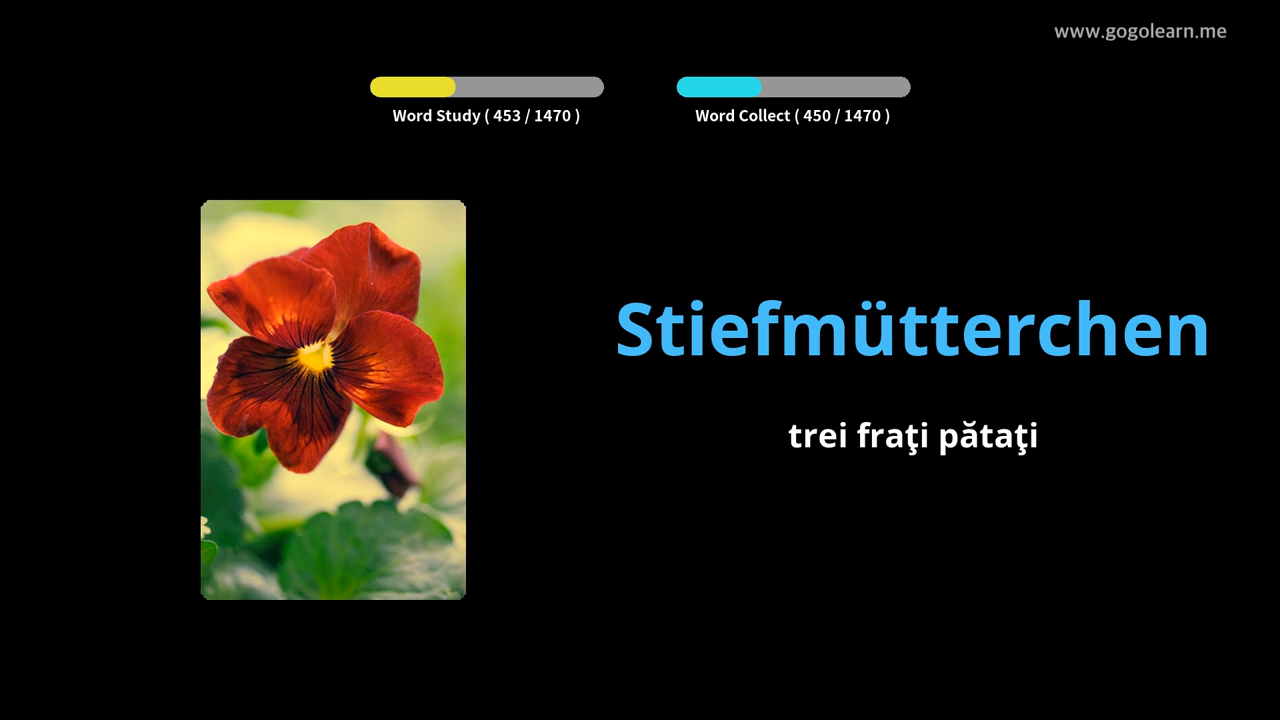 www.gogolearn.me
Word Study ( 453 / 1470 )
Word Collect ( 450 / 1470 )
Stiefmütterchen
trei fraţi pătaţi